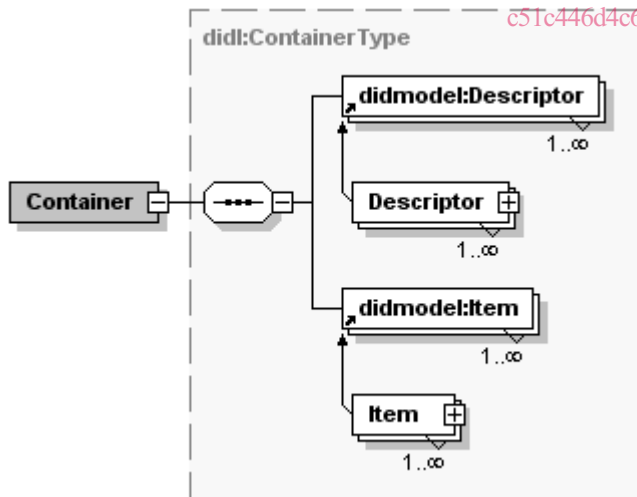 c51c446d4c6
didl:ContainerType
didmodel:Descriptor
1..∞
Container
Descriptor
1..∞
didmodel:Item
1..∞
Item
1..∞